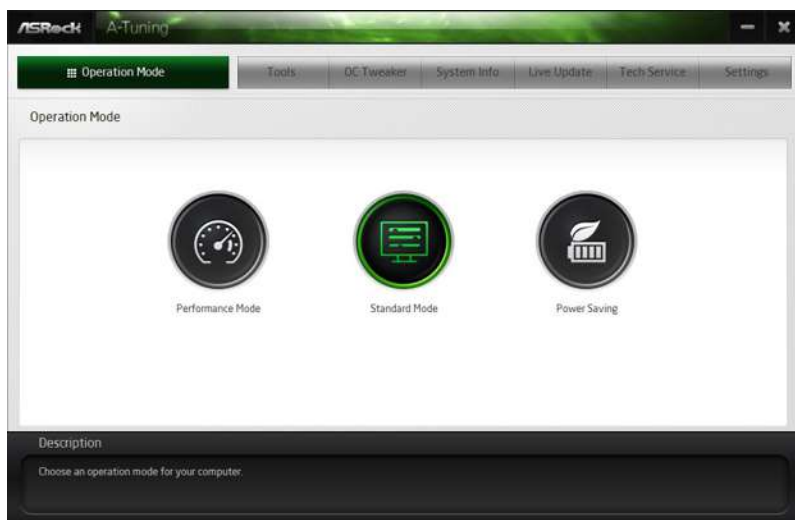 ASRock A-Tuning
Operation Mode Tools OC Tweaker System Info Live Update Tech Service Settings
Operation Mode
Performance Mode Standard Mode Power Saving
Description
Choose an operation mode for your computer.